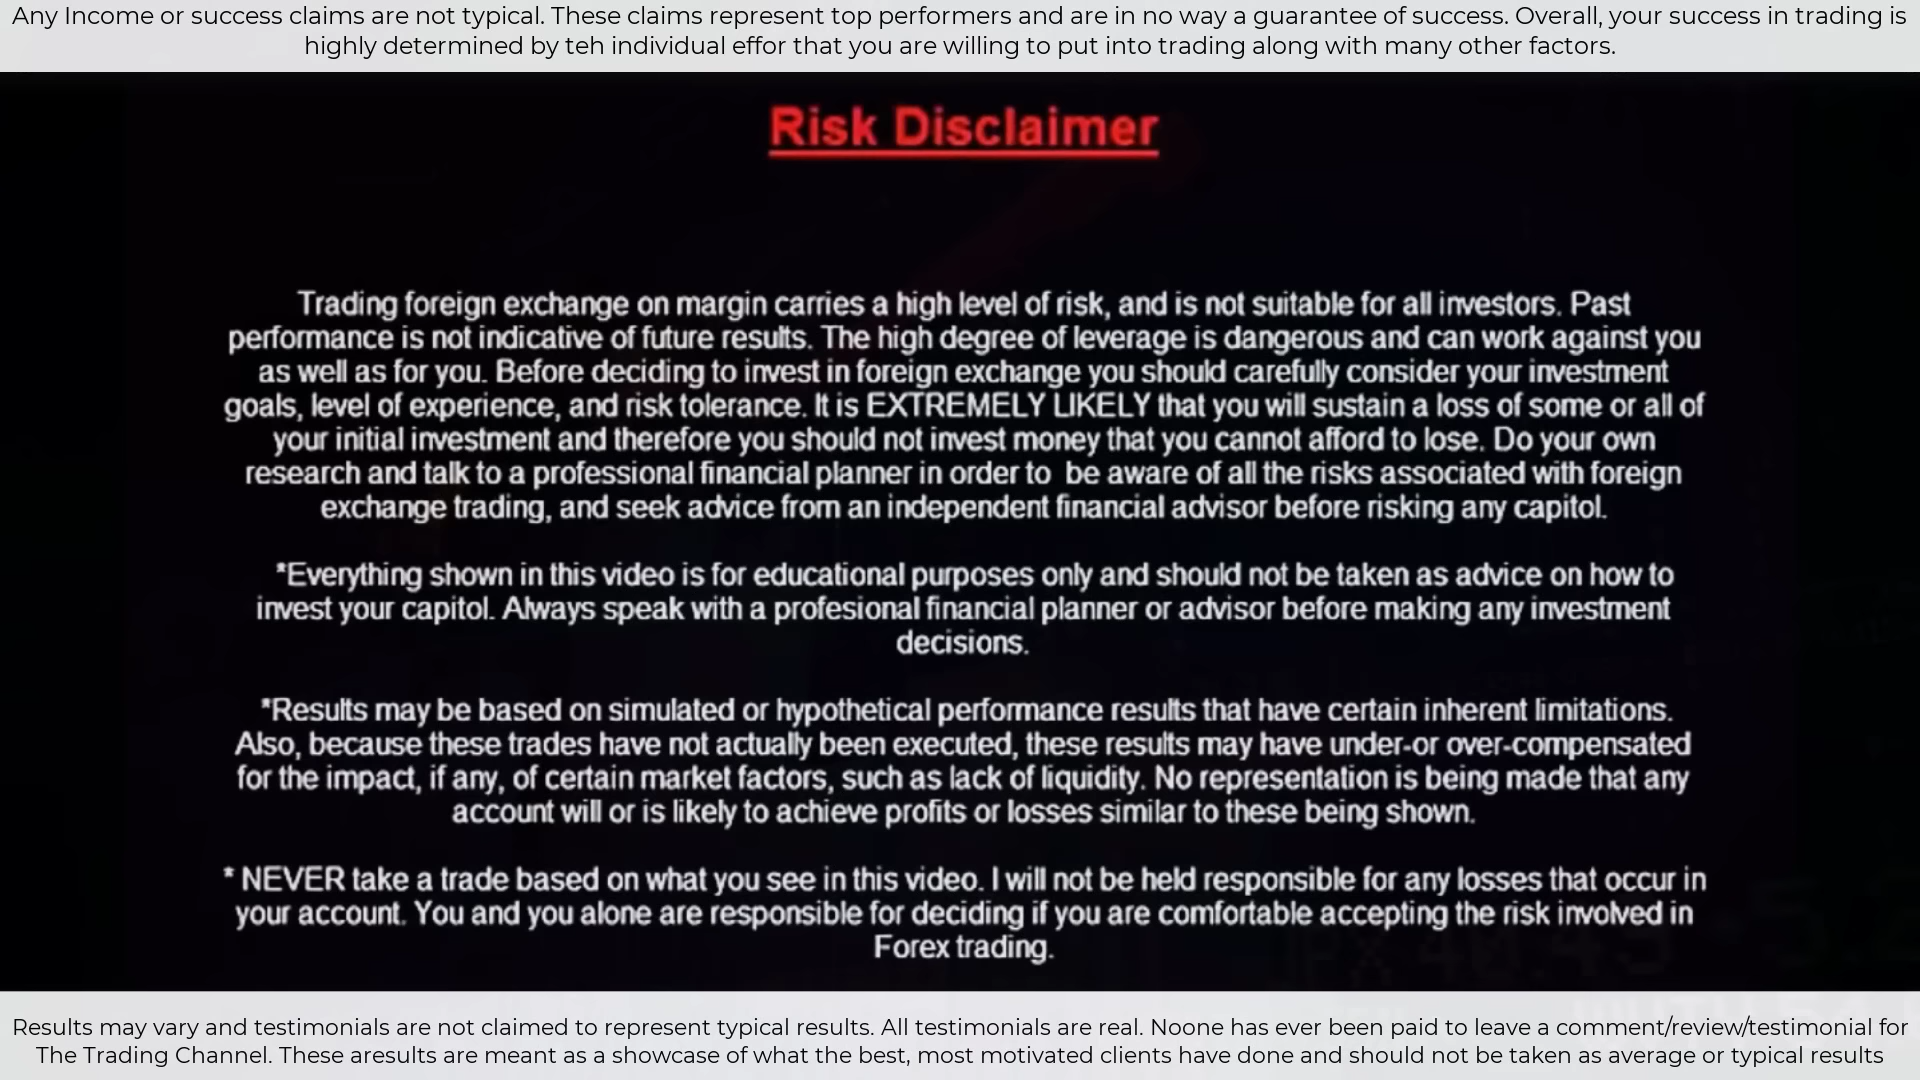 Any Income or success claims are not typical. These claims represent top performers and are in no way a guarantee of success. Overall, your success in trading is
highly determined by teh individual effor that you are willing to put into trading along with many other factors.
Risk Disclaimer
Trading foreign exchange on margin carries a high level of risk, and is not suitable for all investors. Past
performance is not indicative of future results. The high degree of leverage is dangerous and can work against you
as well as for you. Before deciding to invest in foreign exchange you should carefully consider your investment
goals, level of experience, and risk tolerance. It is EXTREMELY LIKELY that you will sustain a loss of some or all of
your initial investment and therefore you should not invest money that you cannot afford to lose. Do your own
research and talk to a professional financial planner in order to  be aware of all the risks associated with foreign
exchange trading, and seek advice from an independent financial advisor before risking any capitol.
*Everything shown in this video is for educational purposes only and should not be taken as advice on how to
invest your capitol. Always speak with a profesional financial planner or advisor before making any investment
decisions.
*Results may be based on simulated or hypothetical performance results that have certain inherent limitations.
Also, because these trades have not actually been executed, these results may have under-or over-compensated
for the impact, if any, of certain market factors, such as lack of liquidity. No representation is being made that any
account will or is likely to achieve profits or losses similar to these being shown.
* NEVER take a trade based on what you see in this video. I will not be held responsible for any losses that occur in
your account. You and you alone are responsible for deciding if you are comfortable accepting the risk involved in
Forex trading.
Results may vary and testimonials are not claimed to represent typical results. All testimonials are real. Noone has ever been paid to leave a comment/review/testimonial for
The Trading Channel. These aresults are meant as a showcase of what the best, most motivated clients have done and should not be taken as average or typical results